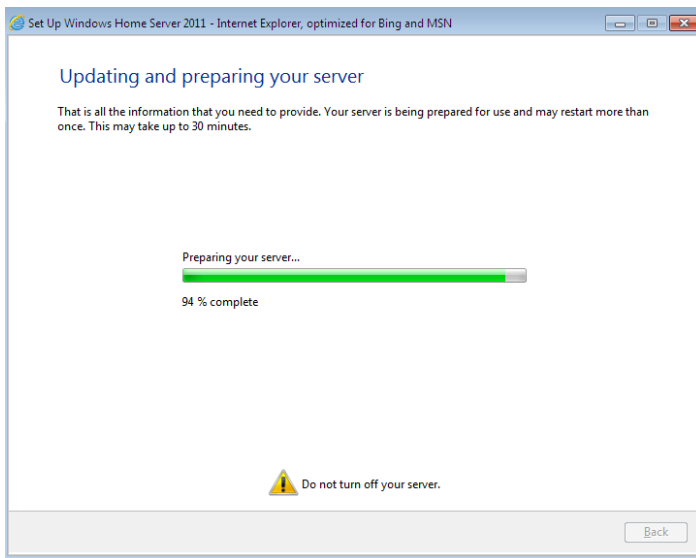 Set Up Windows Home Server 2011 - Internet Explorer, optimized for Bing and MSN
Updating and preparing your server
That is all the information that you need to provide. Your server is being prepared for use and may restart more than
once. This may take up to 30 minutes.
Preparing your server...
94 % complete
Do not turn off your server.
Back